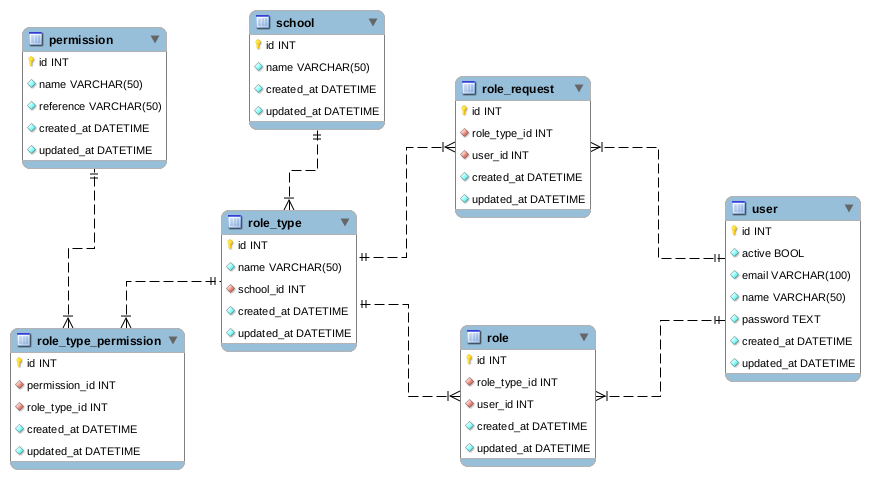 permission
id INT
name VARCHAR(50)
reference VARCHAR(50)
created_at DATETIME
updated_at DATETIME
school
id INT
name VARCHAR(50)
created_at DATETIME
updated_at DATETIME
role_request
id INT
role_type_id INT
user_id INT
created_at DATETIME
updated_at DATETIME
user
id INT
active BOOL
email VARCHAR(100)
name VARCHAR(50)
password TEXT
created_at DATETIME
updated_at DATETIME
role_type
id INT
name VARCHAR(50)
school_id INT
created_at DATETIME
updated_at DATETIME
role_type_permission
id INT
permission_id INT
role_type_id INT
created_at DATETIME
updated_at DATETIME
role
id INT
role_type_id INT
user_id INT
created_at DATETIME
updated_at DATETIME